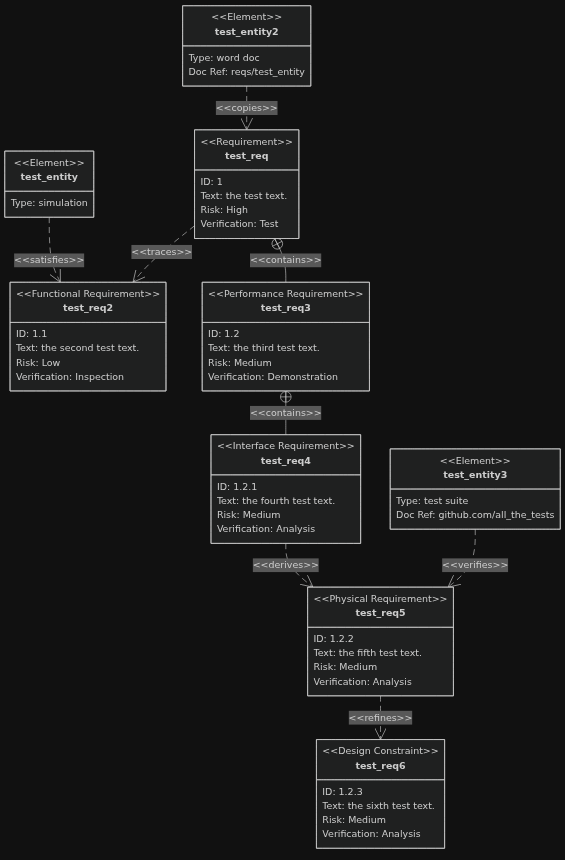 <<Element>>
test_entity2
Type: word doc
Doc Ref: reqs/test_entity
<<copies>>
<<Requirement>>
test_req
ID: 1
Text: the test text.
Risk: High
Verification: Test
<<Element>>
test_entity
Type: simulation
<<satisfies>>
<<traces>>
<<contains>>
<<Functional Requirement>>
test_req2
ID: 1.1
Text: the second test text.
Risk: Low
Verification: Inspection
<<Performance Requirement>>
test_req3
ID: 1.2
Text: the third test text.
Risk: Medium
Verification: Demonstration
<<contains>>
<<Interface Requirement>>
test_req4
ID: 1.2.1
Text: the fourth test text.
Risk: Medium
Verification: Analysis
<<Element>>
test_entity3
Type: test suite
Doc Ref: github.com/all_the_tests
<<derives>>
<<verifies>>
<<Physical Requirement>>
test_req5
ID: 1.2.2
Text: the fifth test text.
Risk: Medium
Verification: Analysis
<<refines>>
<<Design Constraint>>
test_req6
ID: 1.2.3
Text: the sixth test text.
Risk: Medium
Verification: Analysis